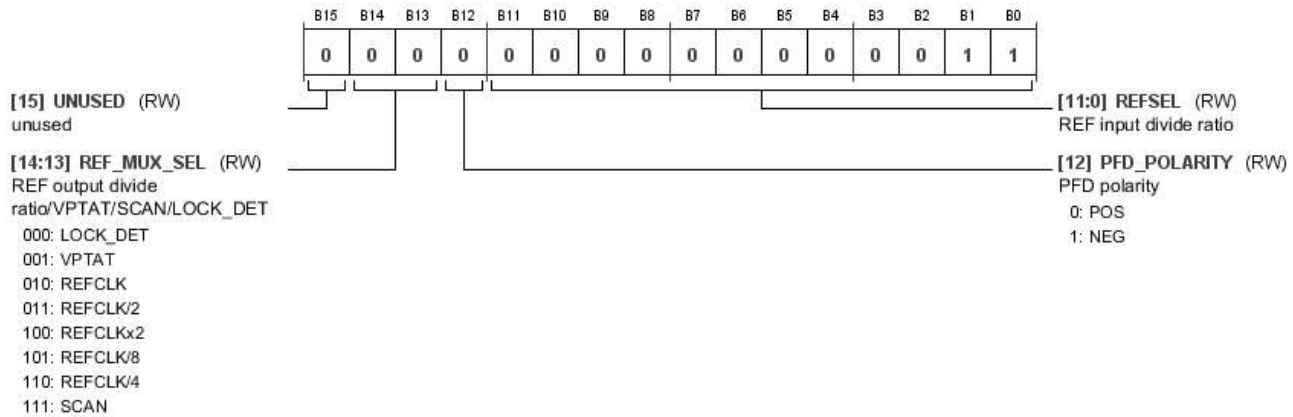 B15 B14 B13 B12 B11 B10 B9 B8 B7 B6 B5 B4 B3 B2 B1 B0
0 0 0 0 0 0 0 0 0 0 0 0 0 0 1 1
[15] UNUSED (RW)
unused
[14:13] REF_MUX_SEL (RW)
REF output divide
ratio/VPTAT/SCAN/LOCK_DET
000: LOCK_DET
001: VPTAT
010: REFCLK
011: REFCLK/2
100: REFCLKx2
101: REFCLK/8
110: REFCLK/4
111: SCAN
[11:0] REFSEL (RW)
REF input divide ratio
[12] PFD_POLARITY (RW)
PFD polarity
0: POS
1: NEG